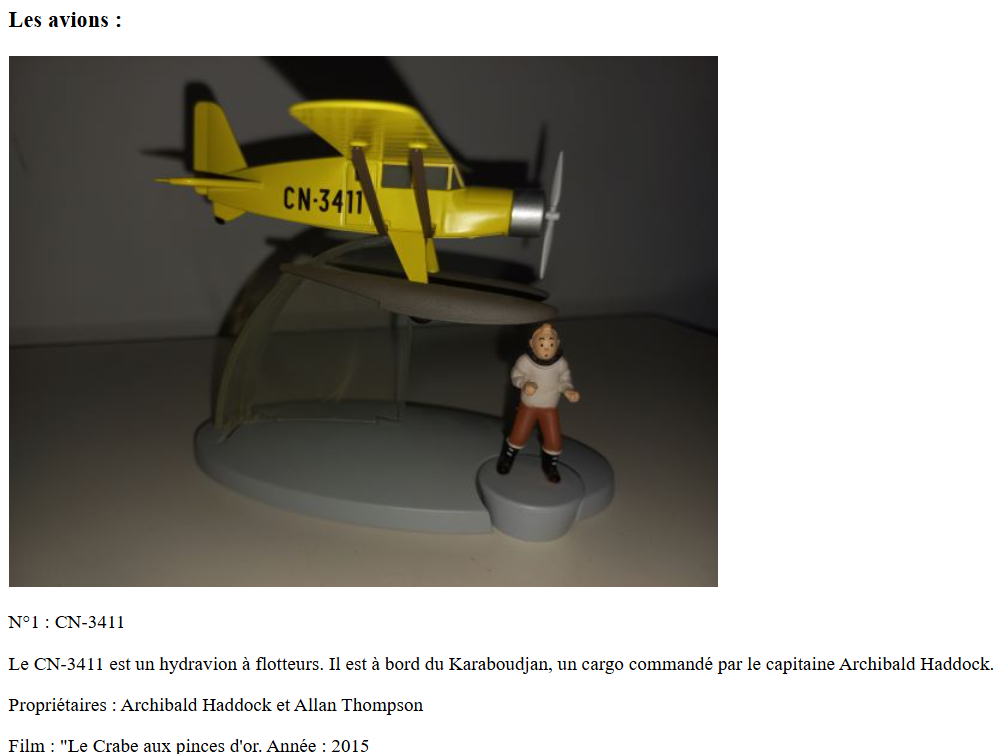 Les avions :
CN-3411
N°1 : CN-3411
Le CN-3411 est un hydravion à flotteurs. Il est à bord du Karaboudjan, un cargo commandé par le capitaine Archibald Haddock.
Propriétaires : Archibald Haddock et Allan Thompson
Film : "Le Crabe aux pinces d'or. Année : 2015